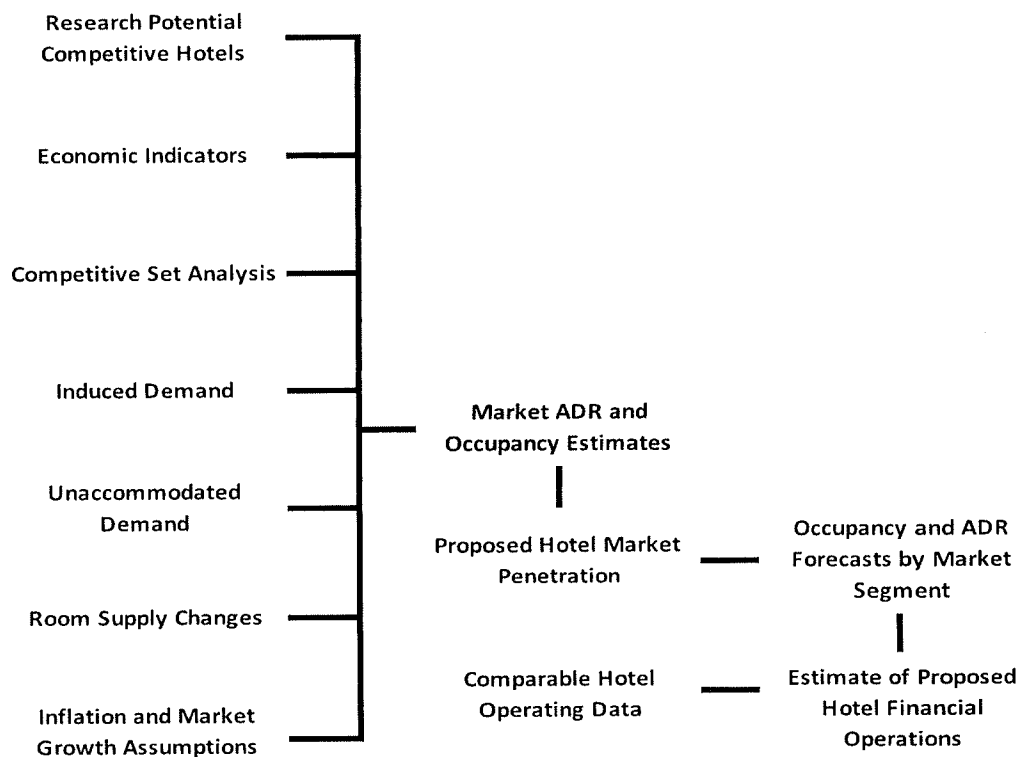 Research Potential
Competitive Hotels
Economic Indicators
Competitive Set Analysis
Induced Demand
Unaccommodated
Demand
Room Supply Changes
Inflation and Market
Growth Assumptions
Market ADR and
Occupancy Estimates
Proposed Hotel Market
Penetration
Occupancy and ADR
Forecasts by Market
Segment
Comparable Hotel
Operating Data
Estimate of Proposed
Hotel Financial
Operations